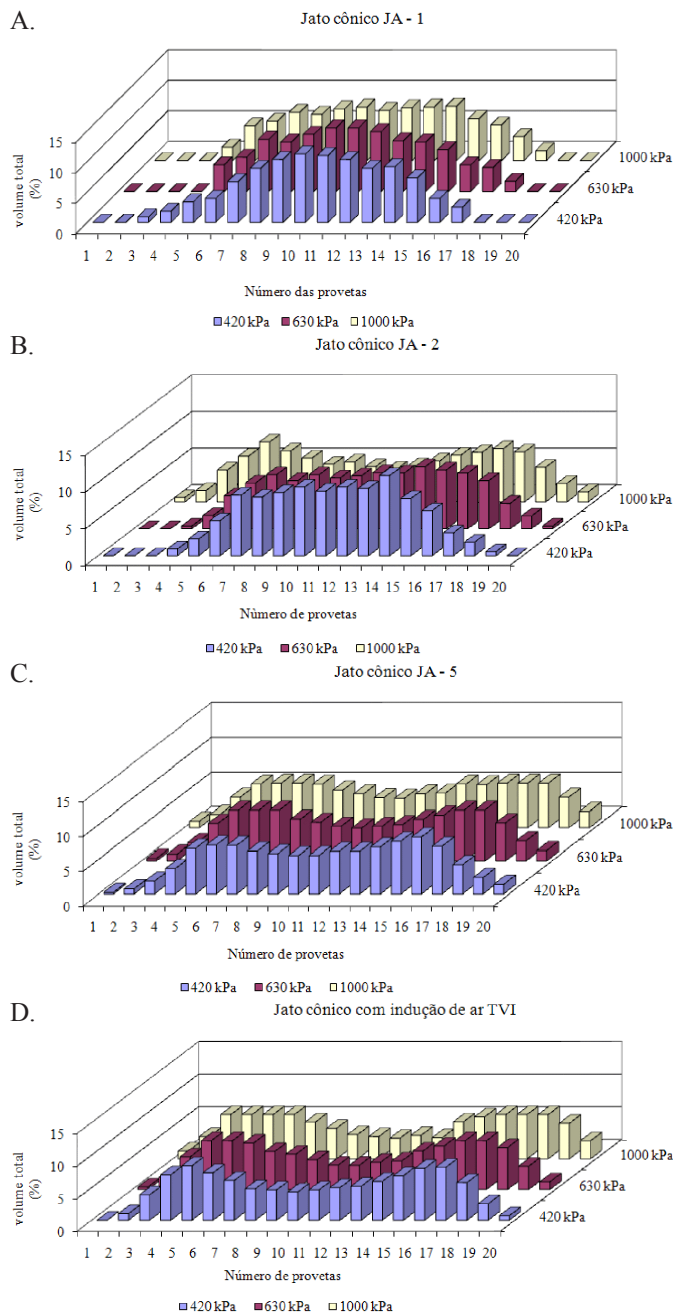 A.
Jato cônico JA - 1
volume total
(%)
15
10
5
0
1 2 3 4 5 6 7 8 9 10 11 12 13 14 15 16 17 18 19 20
1000 kPa
630 kPa
420 kPa
Número das provetas
420 kPa 630 kPa 1000 kPa
B.
Jato cônico JA - 2
volume total
(%)
15
10
5
0
1 2 3 4 5 6 7 8 9 10 11 12 13 14 15 16 17 18 19 20
1000 kPa
630 kPa
420 kPa
Nùmero de provetas
420 kPa 630 kPa 1000 kPa
C.
Jato cônico JA - 5
volume total
(%)
15
10
5
0
1 2 3 4 5 6 7 8 9 10 11 12 13 14 15 16 17 18 19 20
1000 kPa
630 kPa
420 kPa
Número de provetas
420 kPa 630 kPa 1000 kPa
D.
Jato cônico com indução de ar TVI
volume total
(%)
15
10
5
0
1 2 3 4 5 6 7 8 9 10 11 12 13 14 15 16 17 18 19 20
1000 kPa
630 kPa
420 kPa
Número de provetas
420 kPa 630 kPa 1000 kPa